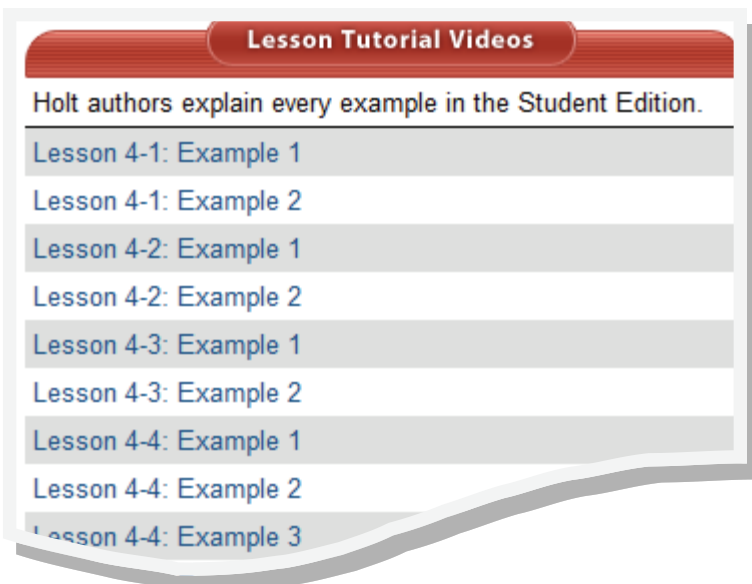 Lesson Tutorial Videos
Holt authors explain every example in the Student Edition.
Lesson 4-1: Example 1
Lesson 4-1: Example 2
Lesson 4-2: Example 1
Lesson 4-2: Example 2
Lesson 4-3: Example 1
Lesson 4-3: Example 2
Lesson 4-4: Example 1
Lesson 4-4: Example 2
Lesson 4-4: Example 3